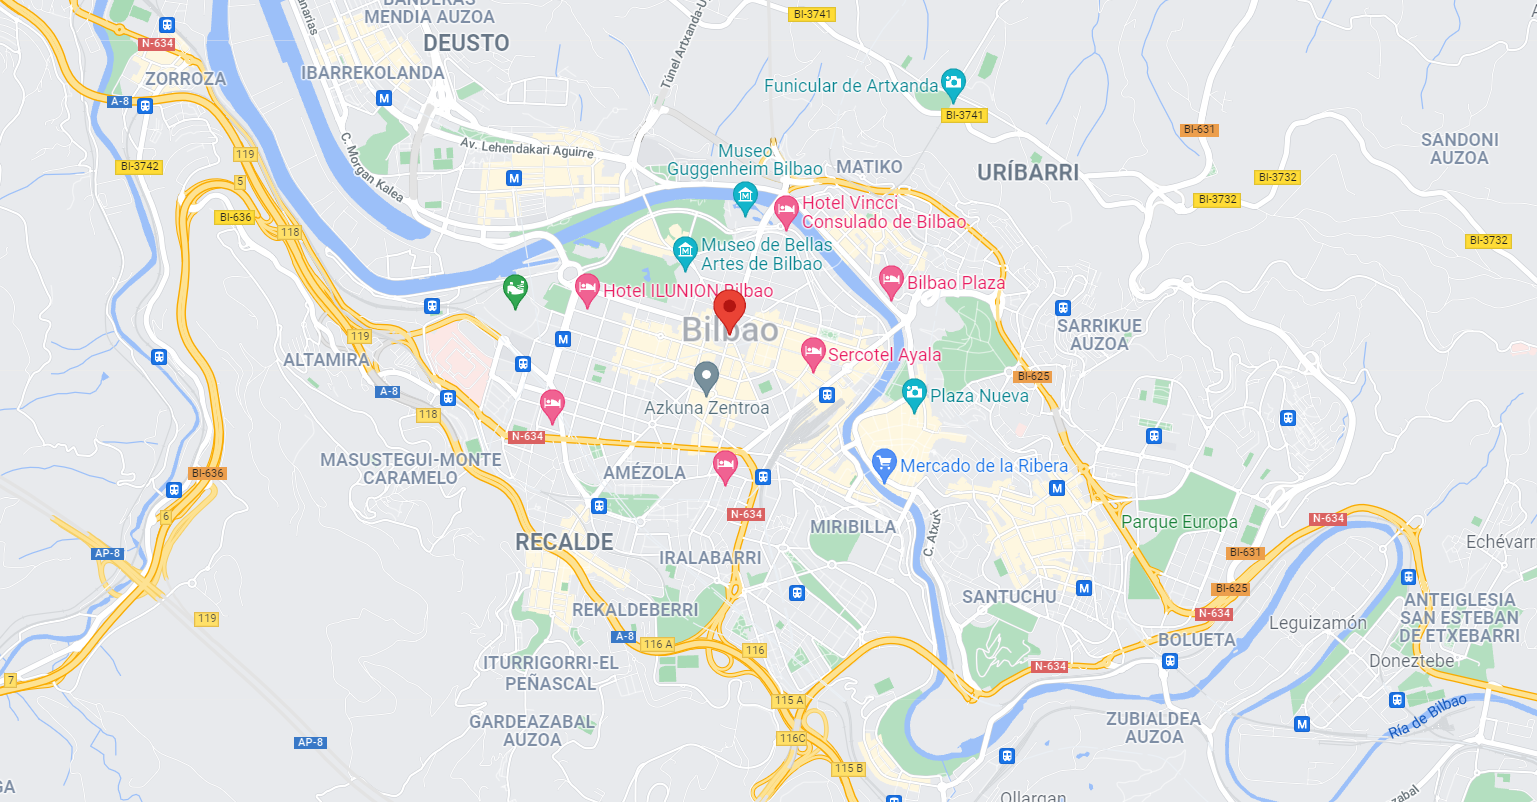 BANDERAS
MENDIA AUZOA
DEUSTO
BI-3741
N-634
ZORROZA
IBARREKOLANDA
Túnel Artxanda-U
Funicular de Artxanda
A-8
M
BI-3741
BI-631
SANDONI
AUZOA
119
Av. Lehendakari Aguirre
C. Morgan Kalea
BI-3742
Museo
Guggenheim Bilbao
MATIKO
URÍBARRI
5
M
BI-3732
BI-3732
BI-636
118
Hotel Vincci
Consulado de Bilbao
BI-3732
Museo de Bellas
Artes de Bilbao
Hotel ILUNION Bilbao
Bilbao Plaza
Bilbao
SARRIKUE
AUZOA
119
M
ALTAMIRA
Sercotel Ayala
BI-625
A-8
Azkuna Zentroa
Plaza Nueva
118
N-634
MASUSTEGUI-MONTE
CARAMELO
AMÉZOLA
Mercado de la Ribera
BI-636
M
6
N-634
MIRIBILLA
C. Atxuri
Parque Europa
N-634
RECALDE
Echévarr
AP-8
IRALABARRI
BI-631
BI-625
M
SANTUCHU
N-634
119
REKALDEBERRI
A-8
116 A
116
Leguizamón
ANTEIGLESIA
SAN ESTEBAN
DE ETXEBARRI
BOLUETA
Doneztebe
7
ITURRIGORRI-EL
PEÑASCAL
N-634
115 A
GARDEAZABAL
AUZOA
ZUBIALDEA
AUZOA
M
Ría de Bilbao
AP-8
116C
115 B
GA
Ollargan
zabal